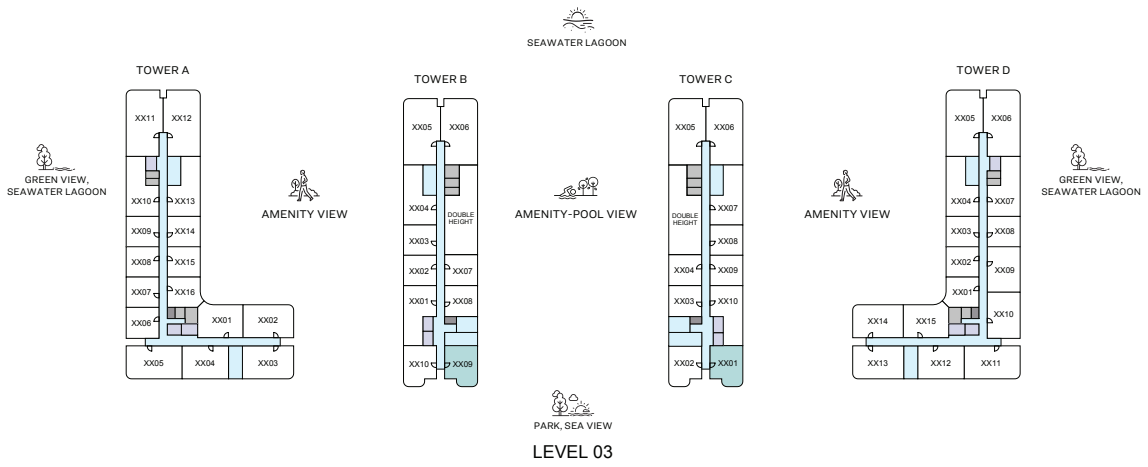 SEAWATER LAGOON
TOWER A
TOWER B
TOWER C
TOWER D
XX11 XX12
XX10 XX13
XX09 XX14
XX08 XX15
XX07 XX16
XX06 XX01 XX02
XX05 XX04 XX03
XX05 XX06
XX04 DOUBLE
HEIGHT
XX03
XX02 XX07
XX01 XX08
XX10 XX09
XX05 XX06
DOUBLE
HEIGHT
XX07
XX08
XX04 XX09
XX03 XX10
XX02 XX01
XX05 XX06
XX04 XX07
XX03 XX08
XX02 XX09
XX01
XX10
XX14 XX15
XX13 XX12 XX11
GREEN VIEW,
SEAWATER LAGOON
AMENITY VIEW
AMENITY-POOL VIEW
AMENITY VIEW
GREEN VIEW,
SEAWATER LAGOON
PARK, SEA VIEW
LEVEL 03